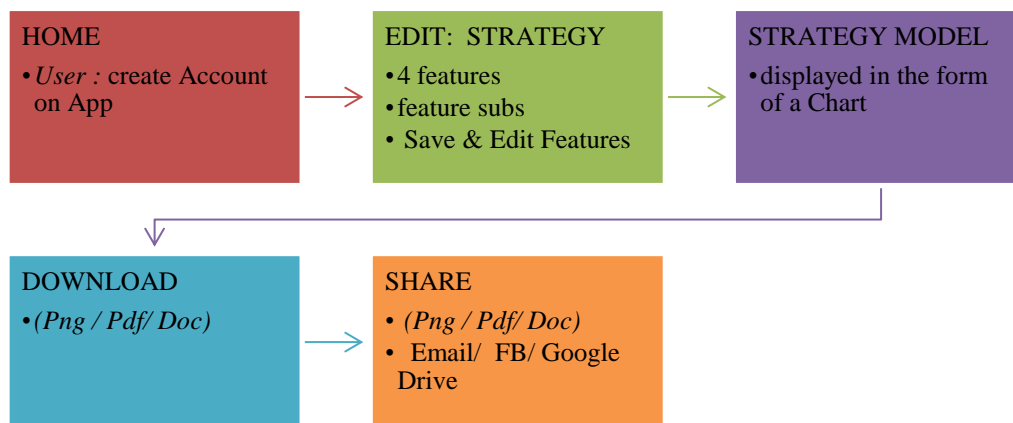 HOME
•User : create Account
on App
EDIT: STRATEGY
•4 features
•feature subs
• Save & Edit Features
STRATEGY MODEL
•displayed in the form
of a Chart
DOWNLOAD
•(Png / Pdf/ Doc)
SHARE
• (Png / Pdf/ Doc)
• Email/ FB/ Google
Drive